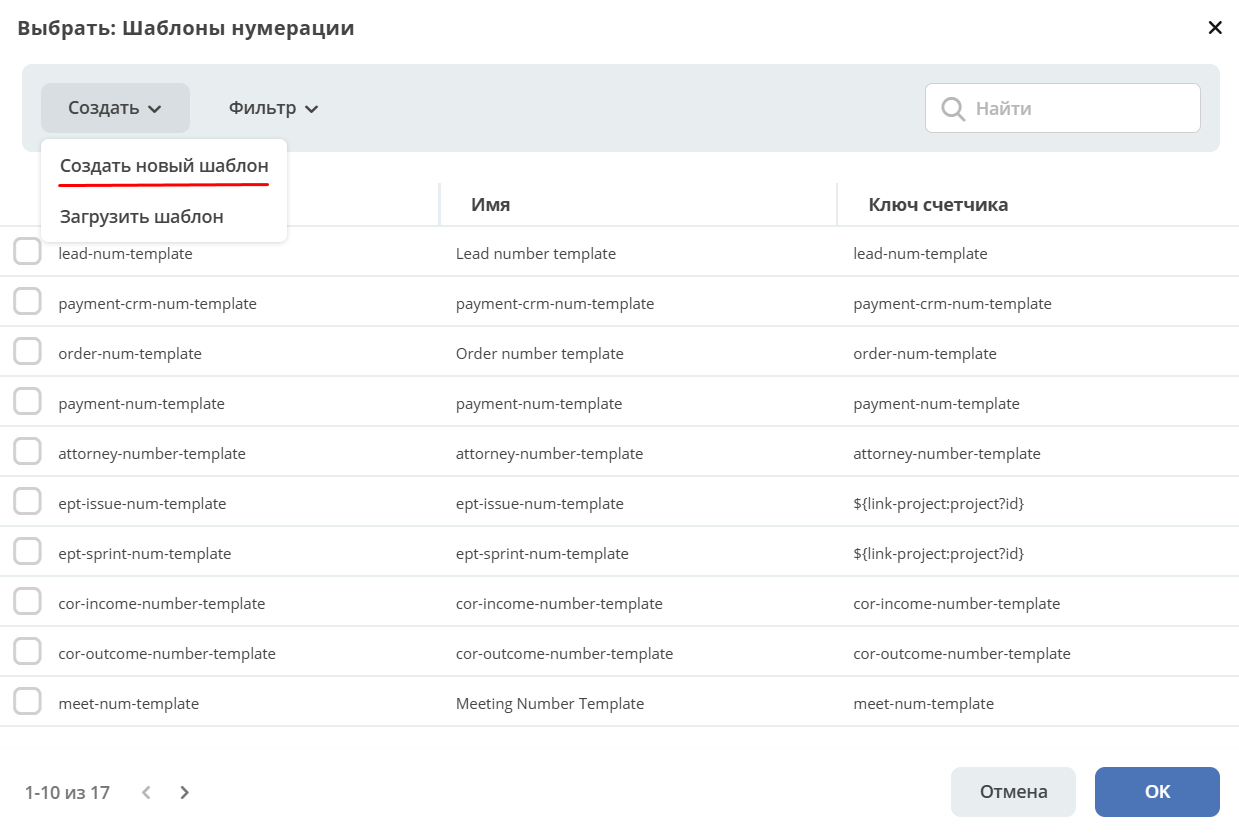 Выбрать: Шаблоны нумерации
Создать Фильтр Найти
Создать новый шаблон
Загрузить шаблон
Имя Ключ счетчика
lead-num-template Lead number template lead-num-template
payment-crm-num-template payment-crm-num-template payment-crm-num-template
order-num-template Order number template order-num-template
payment-num-template payment-num-template payment-num-template
attorney-number-template attorney-number-template attorney-number-template
ept-issue-num-template ept-issue-num-template ${link-project:project?id}
ept-sprint-num-template ept-sprint-num-template ${link-project:project?id}
cor-income-number-template cor-income-number-template cor-income-number-template
cor-outcome-number-template cor-outcome-number-template cor-outcome-number-template
meet-num-template Meeting Number Template meet-num-template
1-10 из 17 Отмена OK